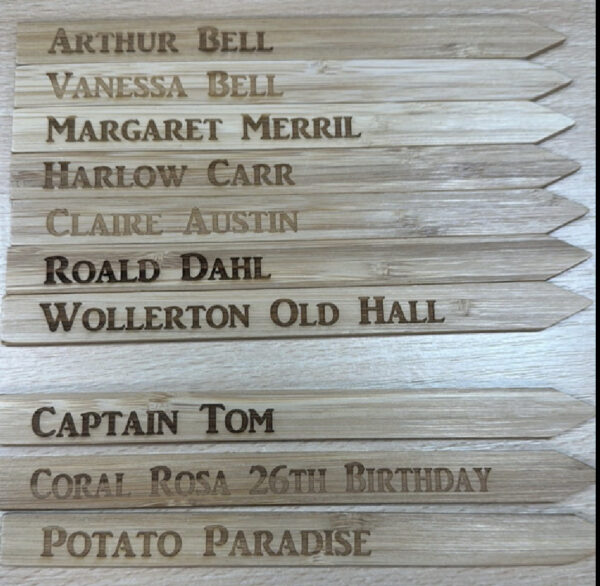 Arthur Bell
Vanessa Bell
Margaret Merril
Harlow Carr
Claire Austin
Roald Dahl
Wollerton Old Hall
Captain Tom
Coral Rosa 26th Birthday
Potato Paradise